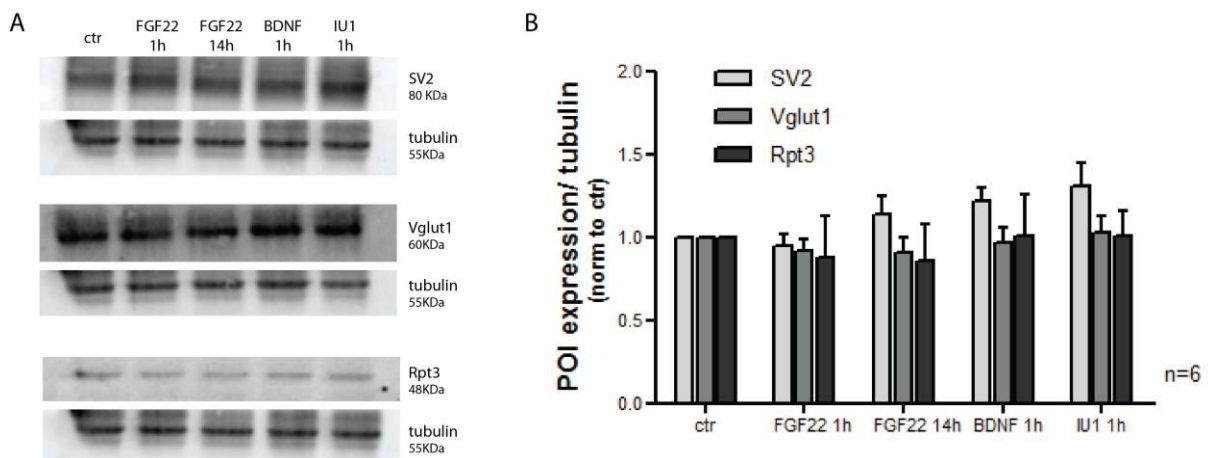 A
ctr
FGF22
1h
FGF22
14h
BDNF
1h
IU1
1h
SV2
80 KDa
tubulin
55KDa
Vglut1
60KDa
tubulin
55KDa
Rpt3
48KDa
tubulin
55KDa
B
POI expression/ tubulin
(norm to ctr)
2.0
1.5
1.0
0.5
0.0
SV2
Vglut1
Rpt3
ctr
FGF22 1h
FGF22 14h
BDNF 1h
IU1 1h
n=6